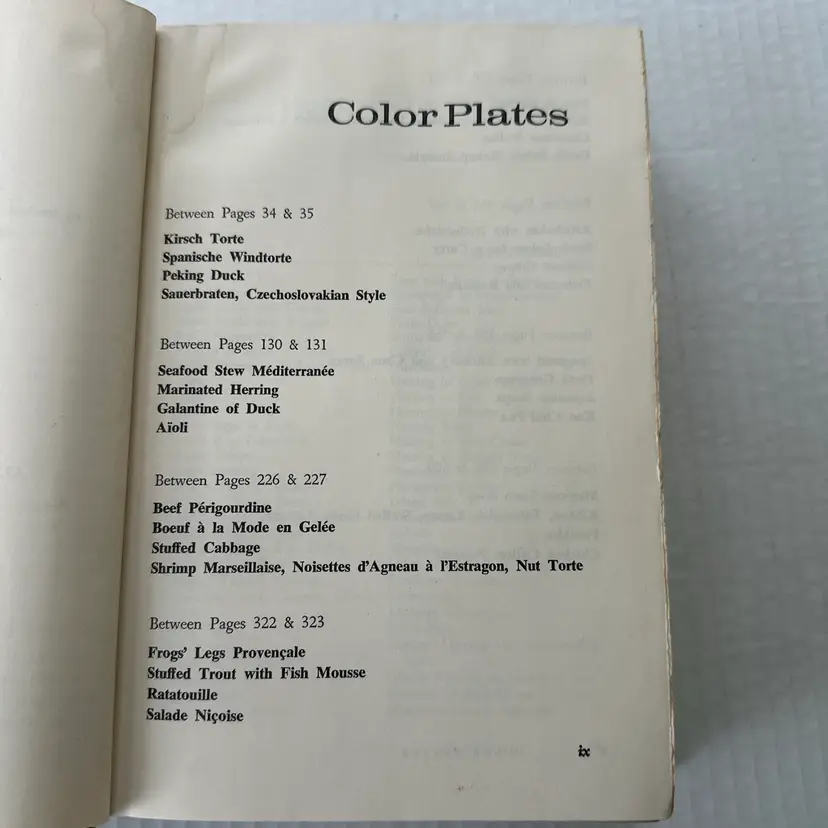 Color Plates
Between Pages 34 & 35
Kirsch Torte
Spanische Windtorte
Peking Duck
Sauerbraten, Czechoslovakian Style
Between Pages 130 & 131
Seafood Stew Méditerranée
Marinated Herring
Galantine of Duck
Aïoli
Between Pages 226 & 227
Beef Périgourdine
Boeuf à la Mode en Gelée
Stuffed Cabbage
Shrimp Marseillaise, Noisettes d'Agneau à l'Estragon, Nut Torte
Between Pages 322 & 323
Frogs' Legs Provençale
Stuffed Trout with Fish Mousse
Ratatouille
Salade Niçoise
ix